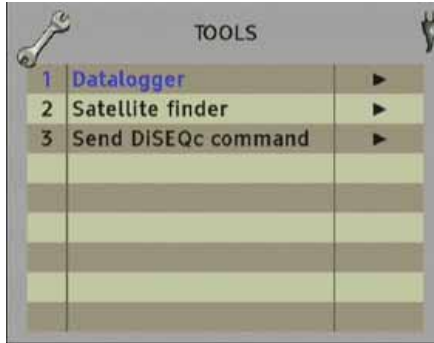 TOOLS
1 Datalogger ►
2 Satellite finder ►
3 Send DiSEQc command ►